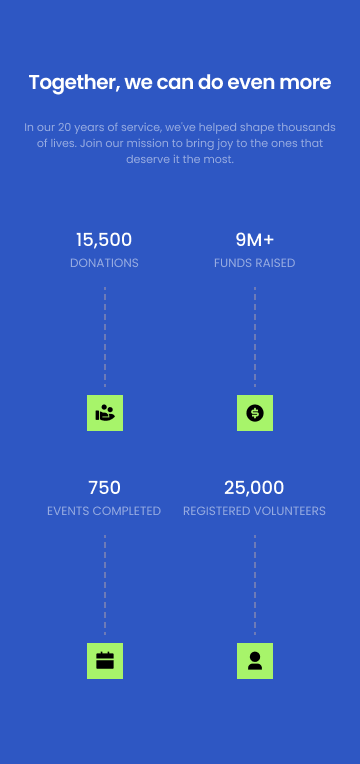 Together, we can do even more
In our 20 years of service, we've helped shape thousands
of lives. Join our mission to bring joy to the ones that
deserve it the most.
15,500
DONATIONS
9M+
FUNDS RAISED
750
EVENTS COMPLETED
25,000
REGISTERED VOLUNTEERS